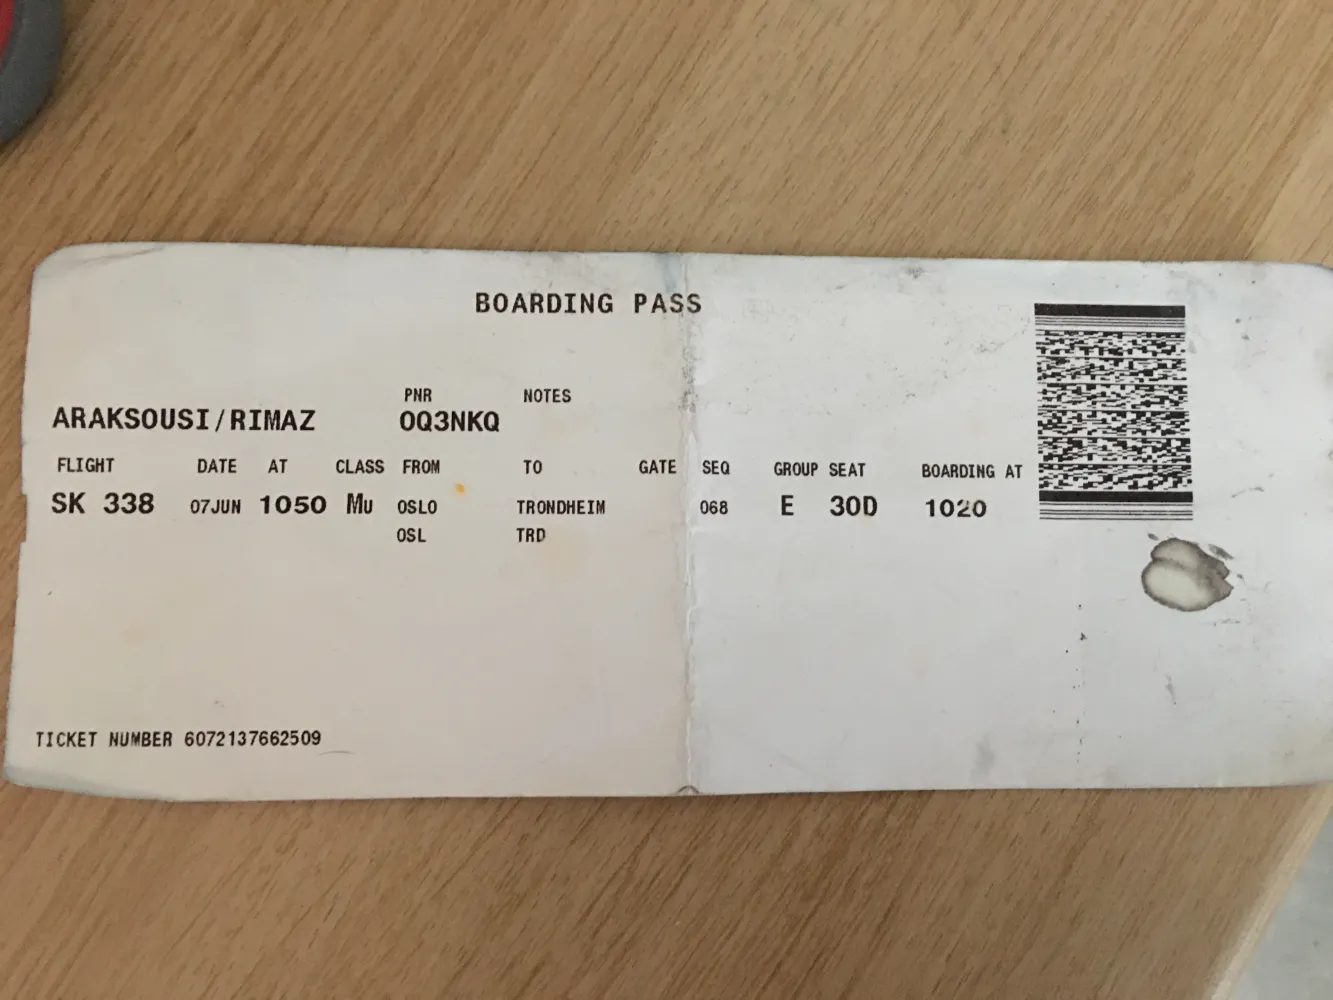 BOARDING PASS
PNR NOTES
ARAKSOUSI/RIMAZ 0Q3NKQ
FLIGHT DATE AT CLASS FROM TO GATE SEQ GROUP SEAT BOARDING AT
SK 338 07JUN 1050 Mu OSLO TRONDHEIM 068 E 30D 1020
OSL TRD
TICKET NUMBER 6072137662509